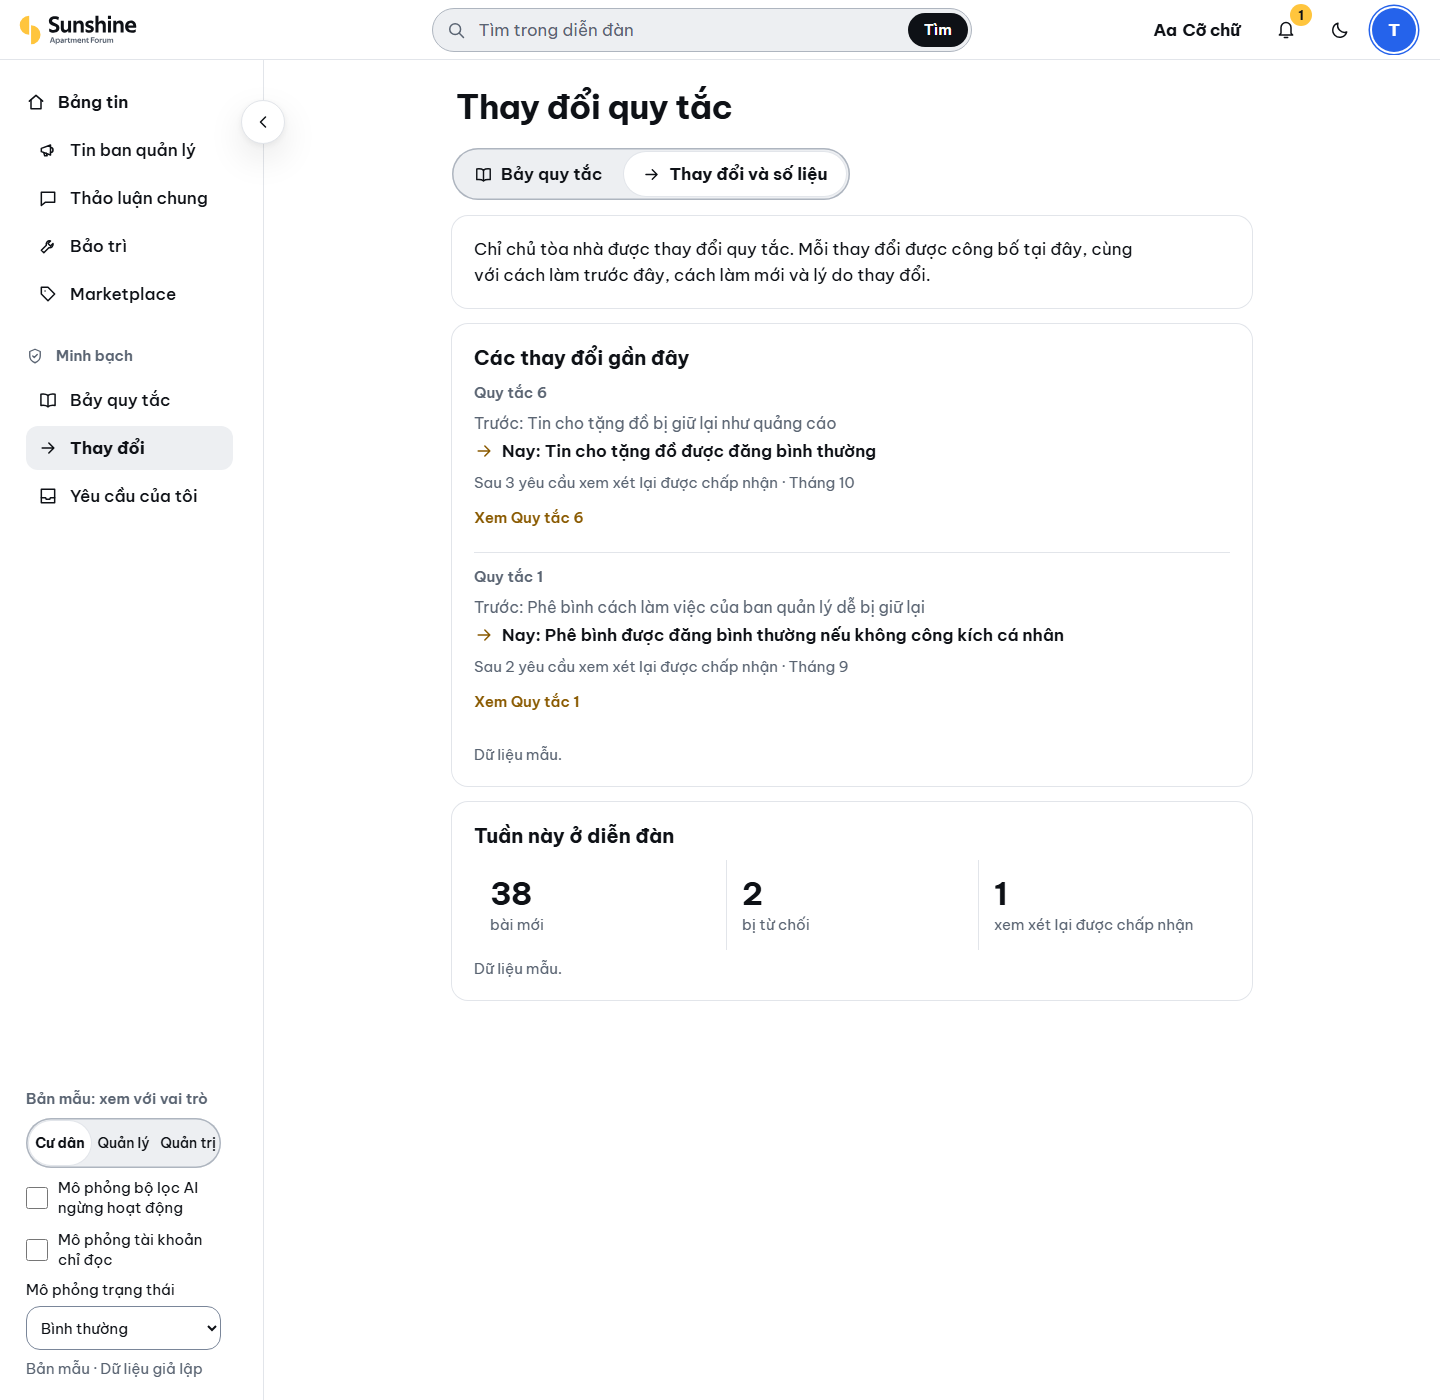 Sunshine
Apartment Forum
Tìm trong diễn đàn
Tìm
Aa Cỡ chữ
1
T
Bảng tin
Tin ban quản lý
Thảo luận chung
Bảo trì
Marketplace
Minh bạch
Bảy quy tắc
Thay đổi
Yêu cầu của tôi
Thay đổi quy tắc
Bảy quy tắc
Thay đổi và số liệu
Chỉ chủ tòa nhà được thay đổi quy tắc. Mỗi thay đổi được công bố tại đây, cùng
với cách làm trước đây, cách làm mới và lý do thay đổi.
Các thay đổi gần đây
Quy tắc 6
Trước: Tin cho tặng đồ bị giữ lại như quảng cáo
→ Nay: Tin cho tặng đồ được đăng bình thường
Sau 3 yêu cầu xem xét lại được chấp nhận · Tháng 10
Xem Quy tắc 6
Quy tắc 1
Trước: Phê bình cách làm việc của ban quản lý dễ bị giữ lại
→ Nay: Phê bình được đăng bình thường nếu không công kích cá nhân
Sau 2 yêu cầu xem xét lại được chấp nhận · Tháng 9
Xem Quy tắc 1
Dữ liệu mẫu.
Tuần này ở diễn đàn
38
bài mới
2
bị từ chối
1
xem xét lại được chấp nhận
Dữ liệu mẫu.
Bản mẫu: xem với vai trò
Cư dân
Quản lý
Quản trị
Mô phỏng bộ lọc AI
ngừng hoạt động
Mô phỏng tài khoản
chỉ đọc
Mô phỏng trạng thái
Bình thường
Bản mẫu · Dữ liệu giả lập